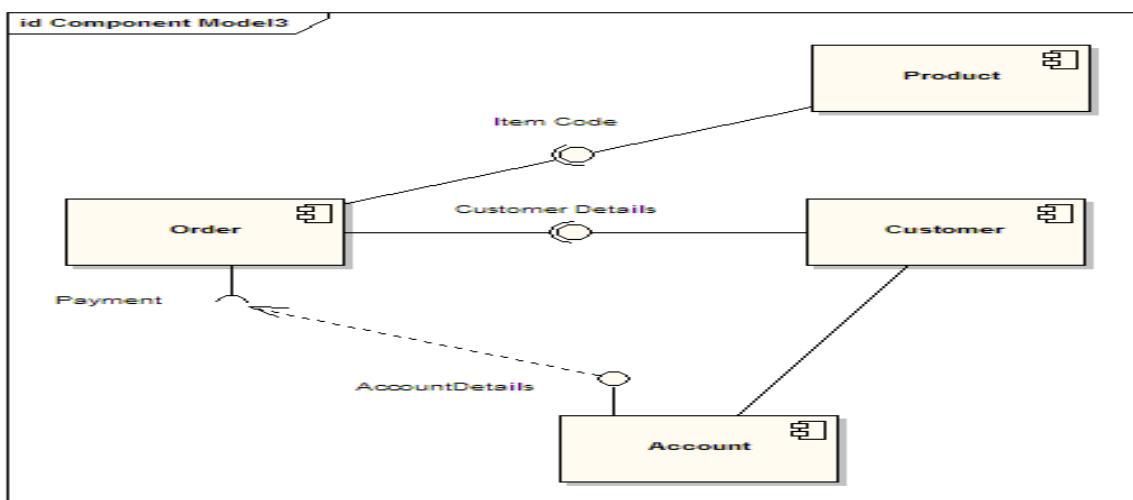 id Component Model3
Product
Item Code
Customer Details
Order
Customer
Payment
AccountDetails
Account